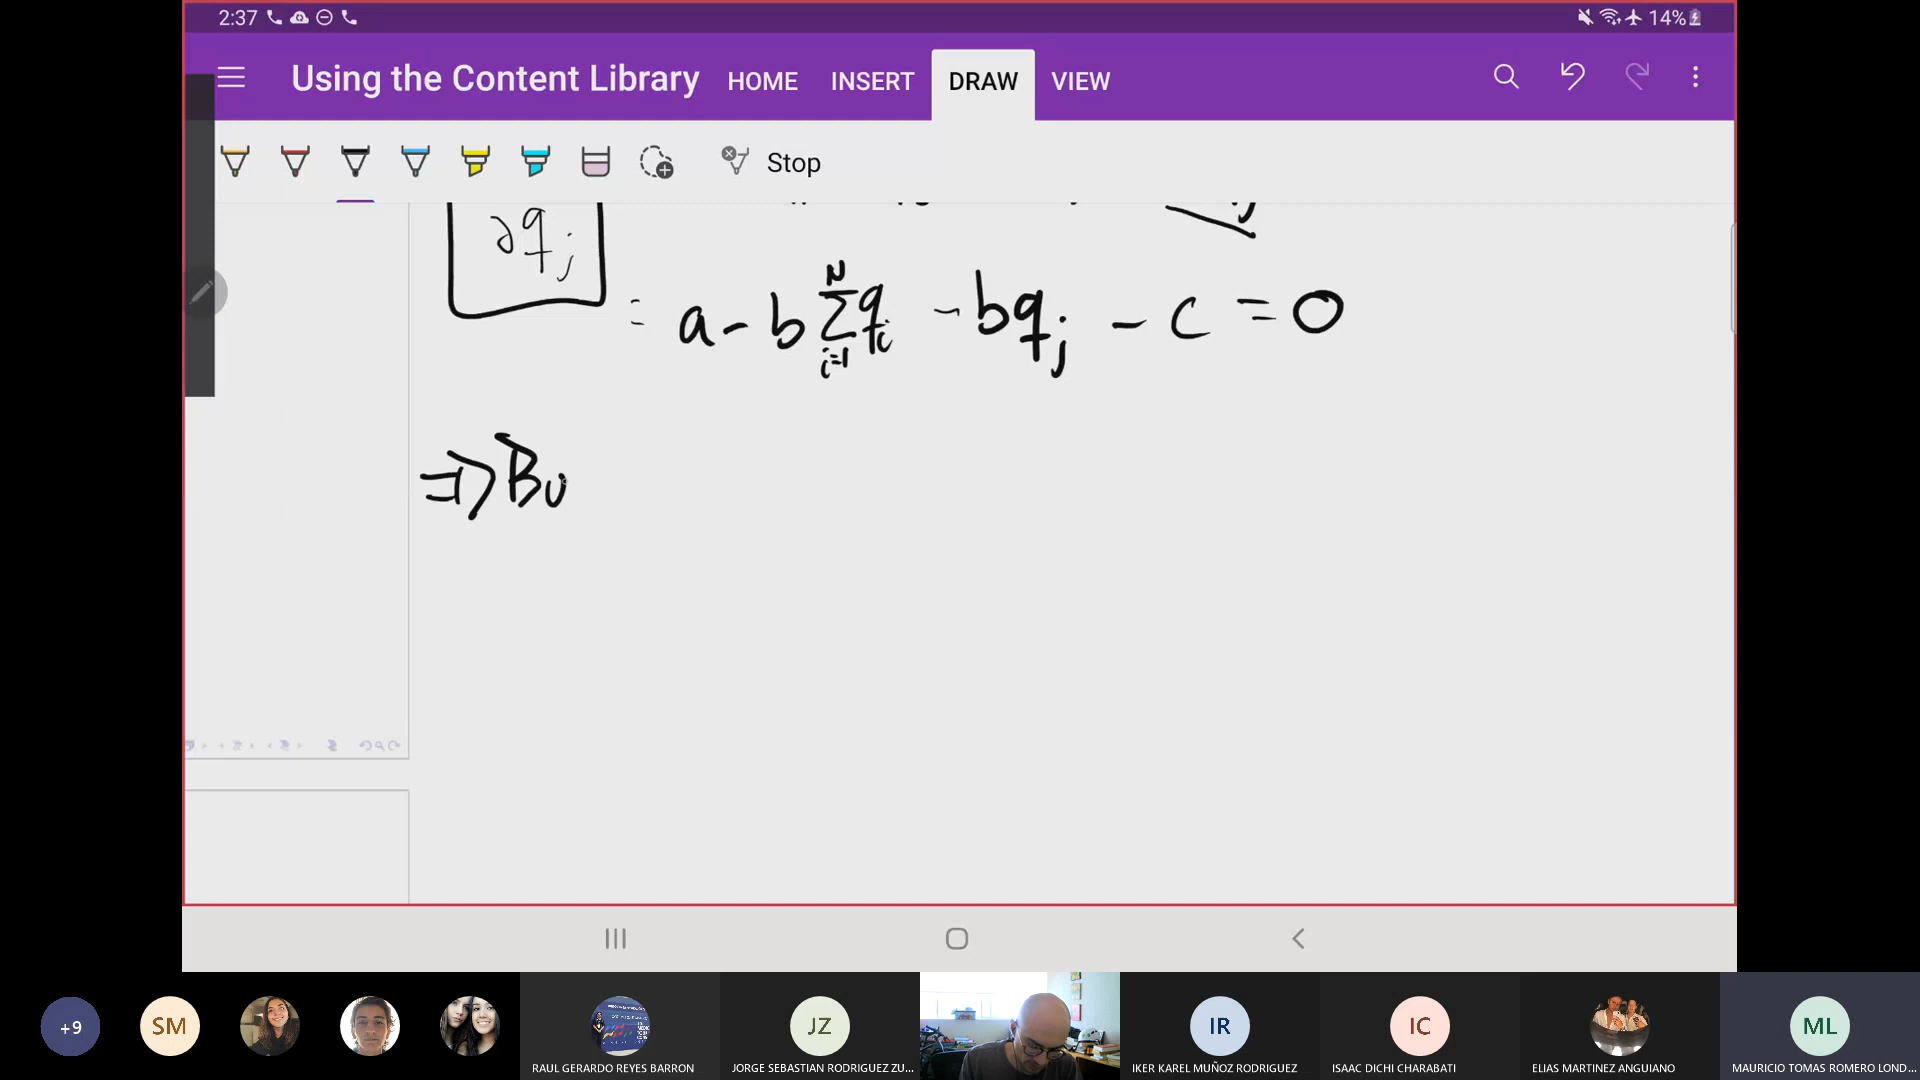 2:37 14%
Using the Content Library HOME INSERT DRAW VIEW
Stop
∂q_j
= a - b Σ_{i=1}^{N} q_i - bq_j - c = 0
⇒ Bu
+9 SM JZ IR IC ML
RAUL GERARDO REYES BARRON JORGE SEBASTIAN RODRIGUEZ ZU... IKER KAREL MUÑOZ RODRIGUEZ ISAAC DICHI CHARABATI ELIAS MARTINEZ ANGUIANO MAURICIO TOMAS ROMERO LOND...